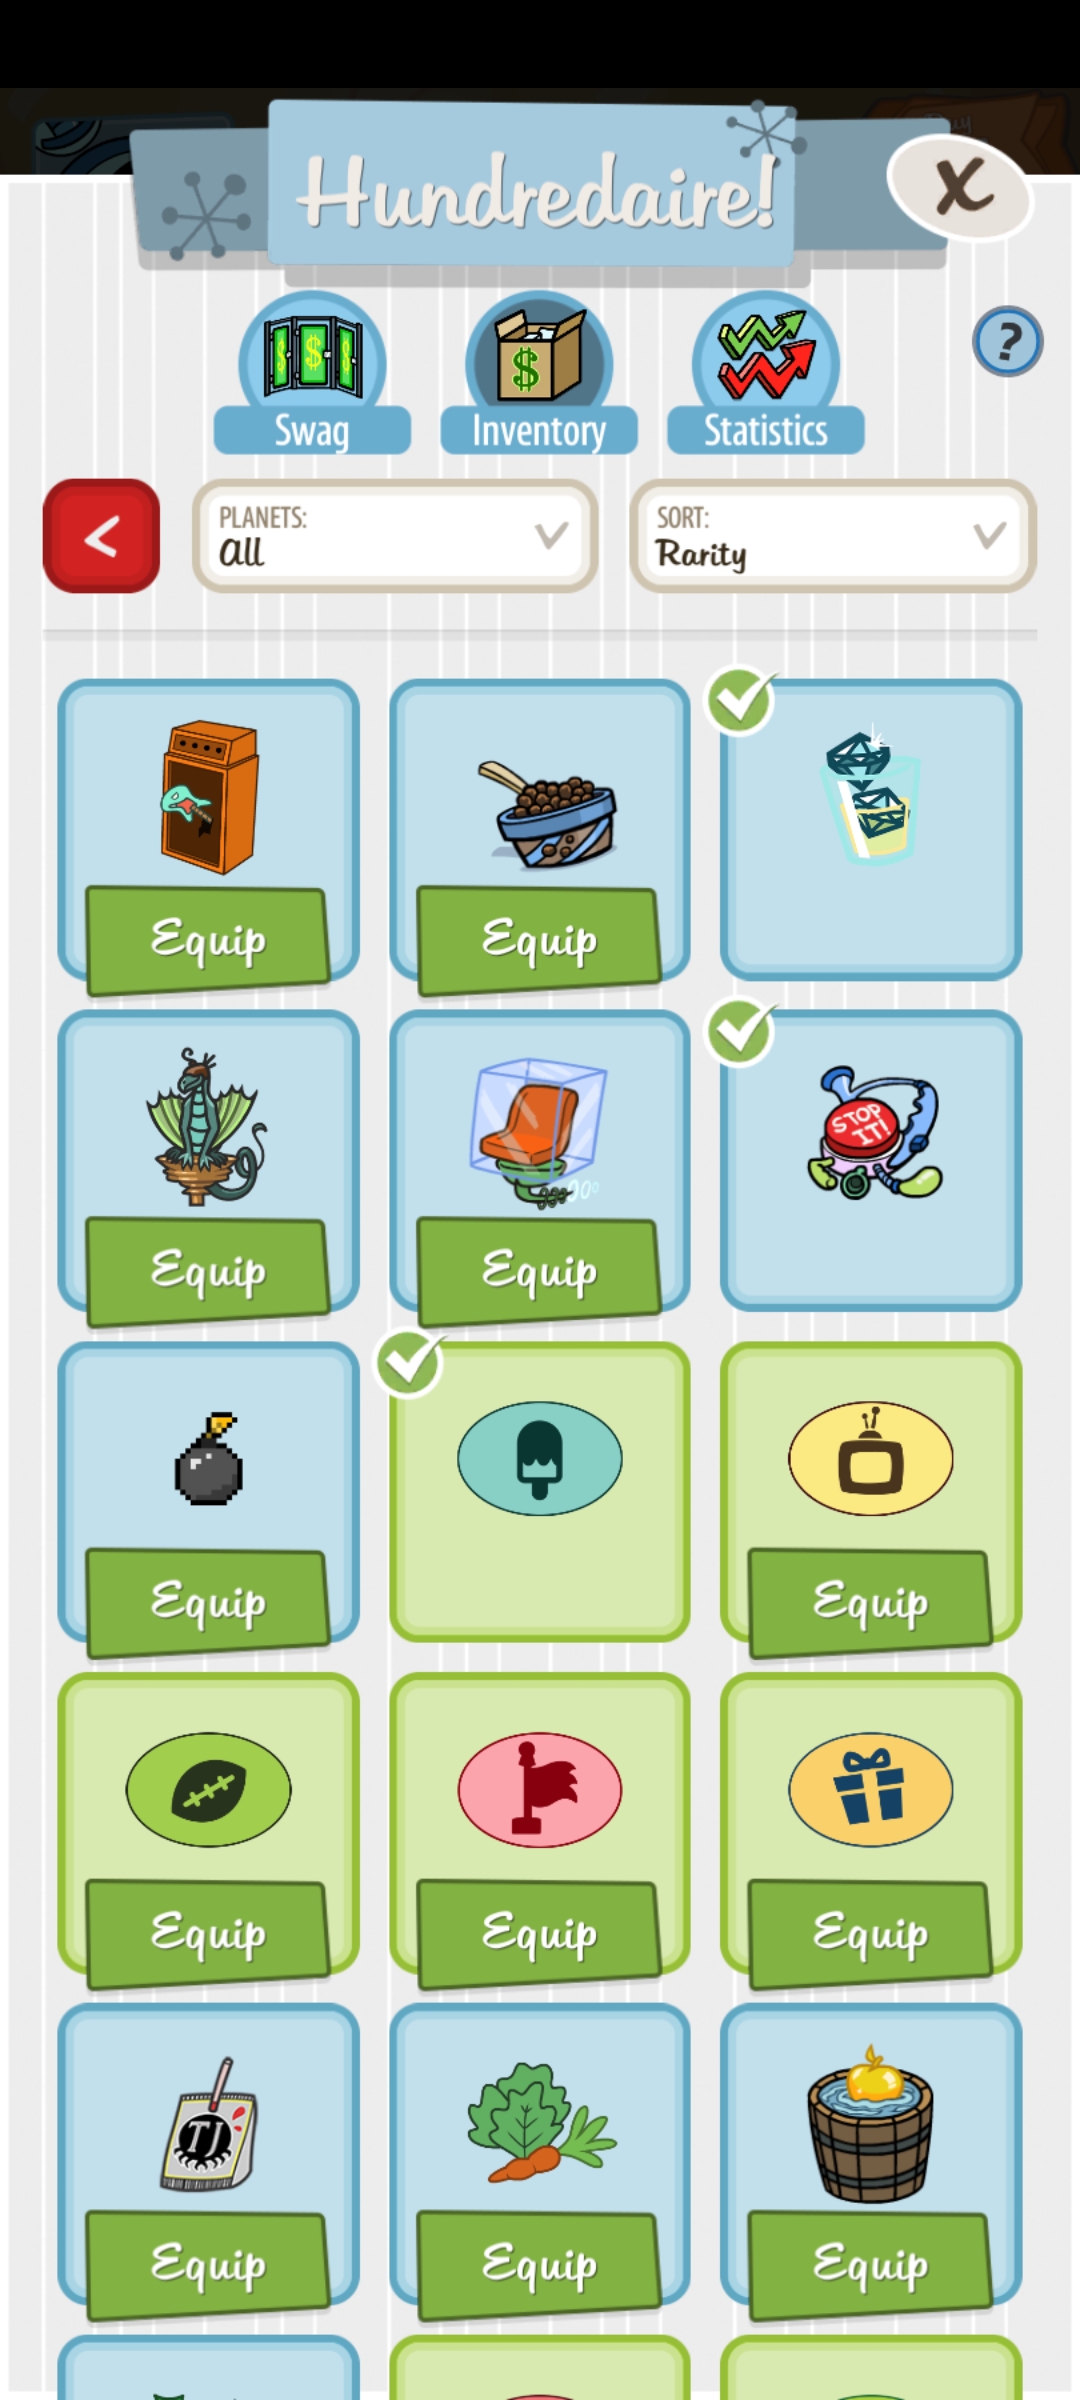 Hundredaire!
X
Swag
Inventory
Statistics
?
PLANETS:
All
SORT:
Rarity
Equip
Equip
STOP
IT!
Equip
Equip
Equip
Equip
Equip
Equip
Equip
TJ
Equip
Equip
Equip